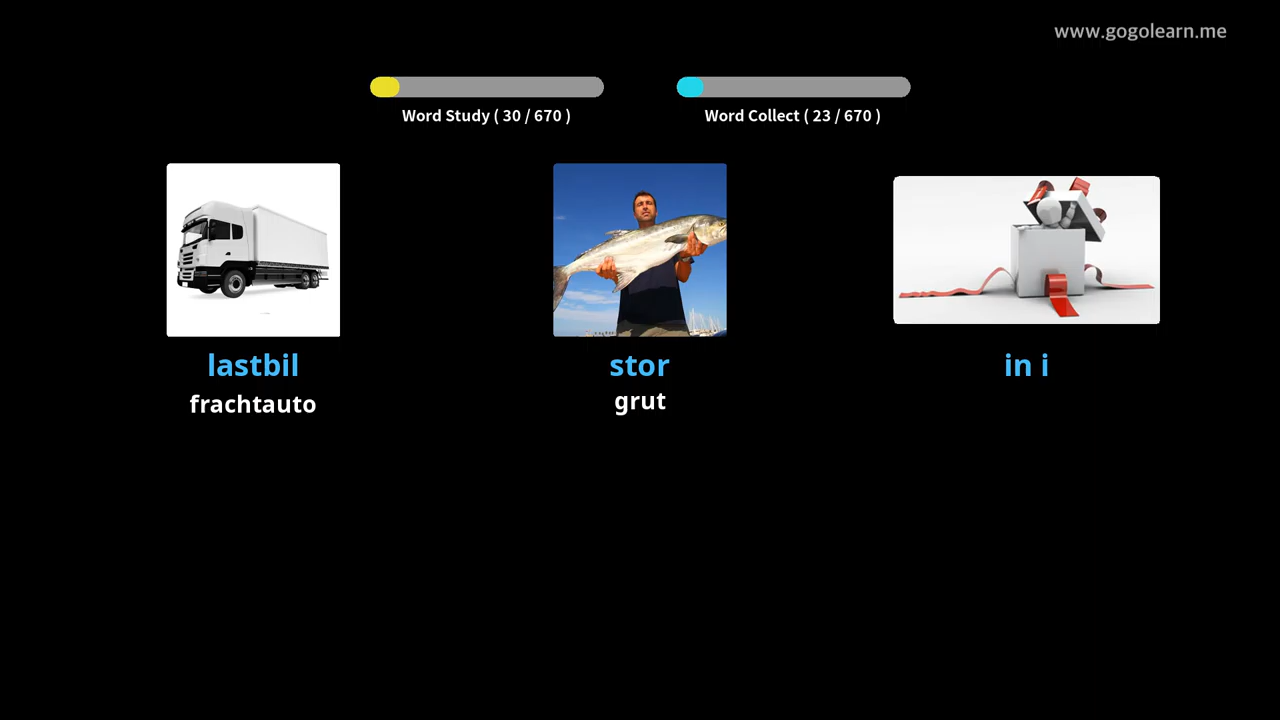 www.gogolearn.me
Word Study ( 30 / 670 )
Word Collect ( 23 / 670 )
lastbil
stor
in i
frachtauto
grut